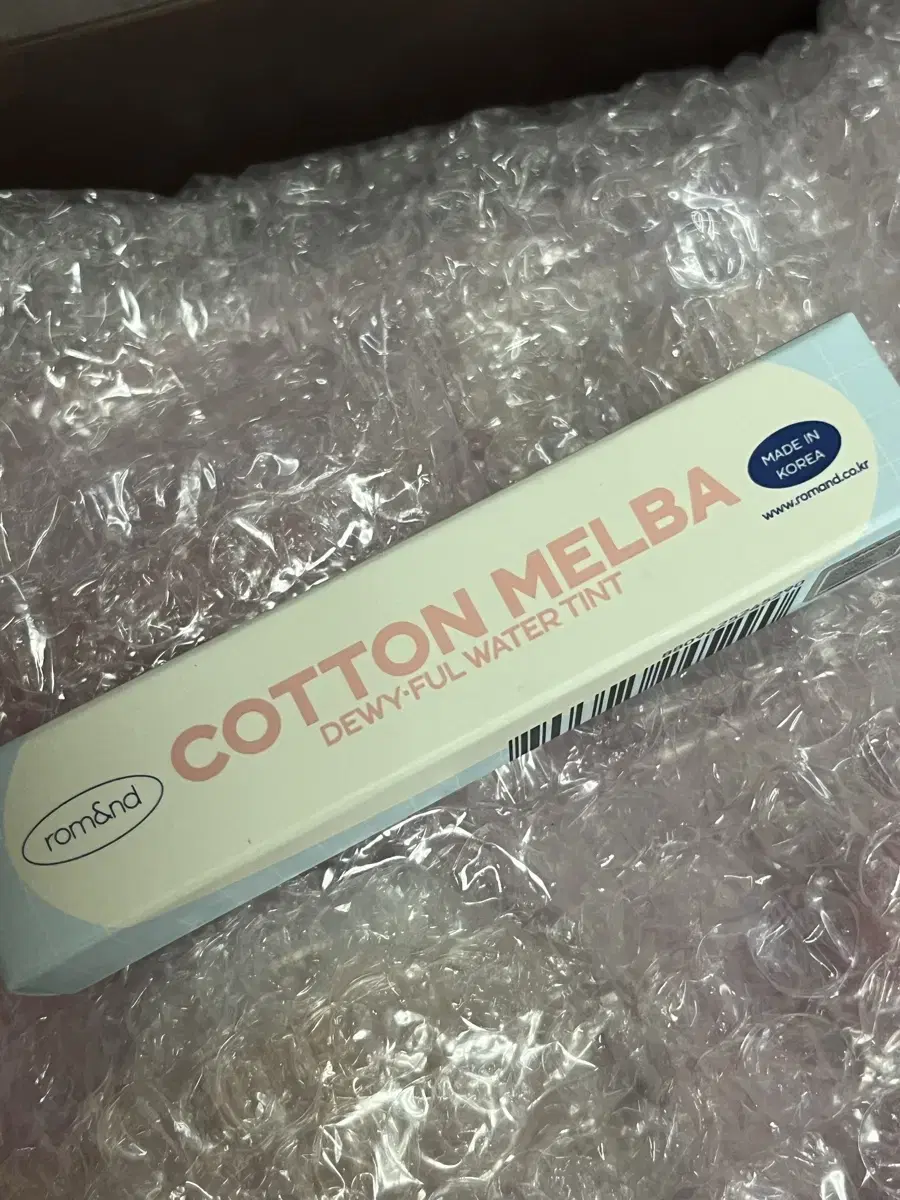 rom&nd
COTTON MELBA
DEWY·FUL WATER TINT
MADE IN
KOREA
www.romand.co.kr